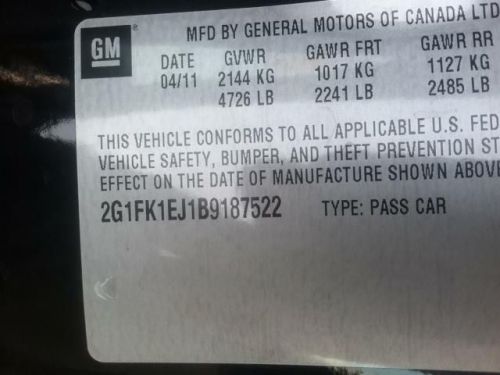 MFD BY GENERAL MOTORS OF CANADA LTD
GM
DATE GVWR GAWR FRT GAWR RR
04/11 2144 KG 1017 KG 1127 KG
4726 LB 2241 LB 2485 LB
THIS VEHICLE CONFORMS TO ALL APPLICABLE U.S. FED
VEHICLE SAFETY, BUMPER, AND THEFT PREVENTION ST
EFFECT ON THE DATE OF MANUFACTURE SHOWN ABOVE
2G1FK1EJ1B9187522 TYPE: PASS CAR